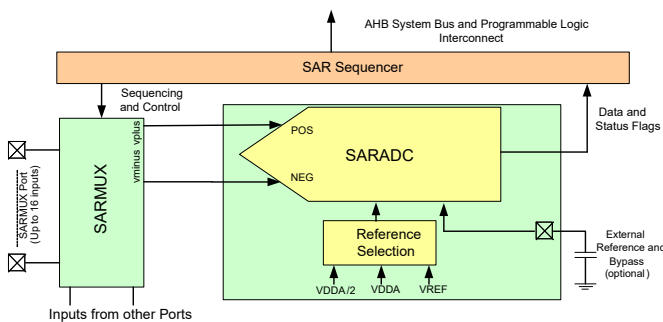 AHB System Bus and Programmable Logic
Interconnect
SAR Sequencer
Sequencing
and Control
Data and
Status Flags
vminus vplus
POS
NEG
SARADC
SARMUX
SARMUX Port
(Up to 16 inputs)
Reference
Selection
External
Reference and
Bypass
(optional)
VDDA/2
VDDA
VREF
Inputs from other Ports